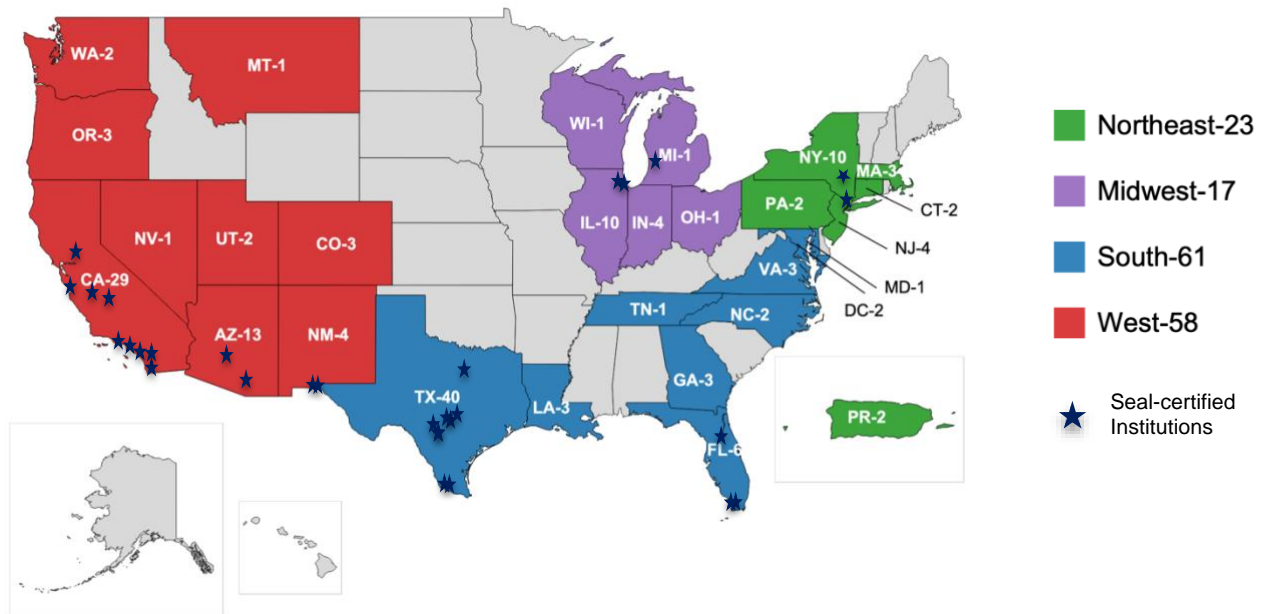 WA-2
MT-1
OR-3
WI-1
MI-1
NY-10
MA-3
NV-1
UT-2
CO-3
IL-10
IN-4
OH-1
PA-2
CT-2
NJ-4
CA-29
VA-3
MD-1
DC-2
AZ-13
NM-4
TN-1
NC-2
TX-40
LA-3
GA-3
FL-6
PR-2
Northeast-23
Midwest-17
South-61
West-58
Seal-certified
Institutions